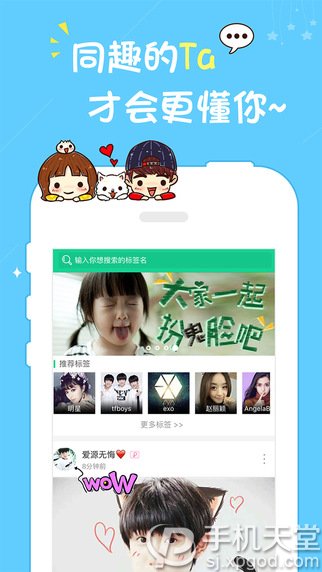 同趣的Ta
才会更懂你~
输入你想搜索的标签名
大家一起
扮鬼脸吧
推荐标签
明星
tfboys
exo
赵丽颖
AngelaB
更多标签 >
爱源无悔
8分钟前
WOW
手机天堂
sj.xpgod.com